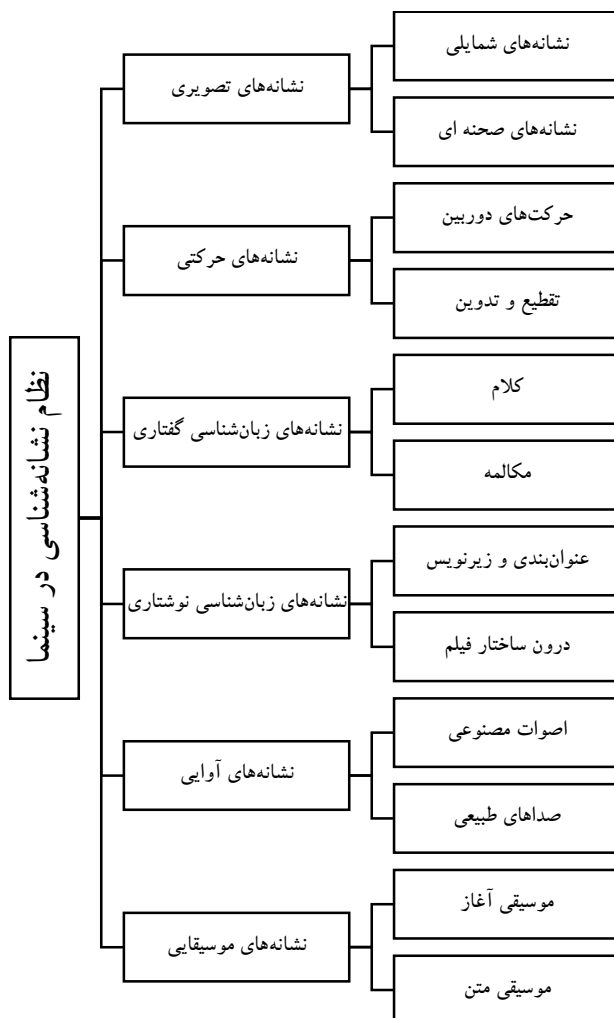 نظام نشانه‌شناسی در سینما
نشانه‌های تصویری
نشانه‌های شمایلی
نشانه‌های صحنه ای
نشانه‌های حرکتی
حرکت‌های دوربین
تقطیع و تدوین
نشانه‌های زبان‌شناسی گفتاری
کلام
مکالمه
نشانه‌های زبان‌شناسی نوشتاری
عنوان‌بندی و زیرنویس
درون ساختار فیلم
نشانه‌های آوایی
اصوات مصنوعی
صداهای طبیعی
نشانه‌های موسیقایی
موسیقی آغاز
موسیقی متن